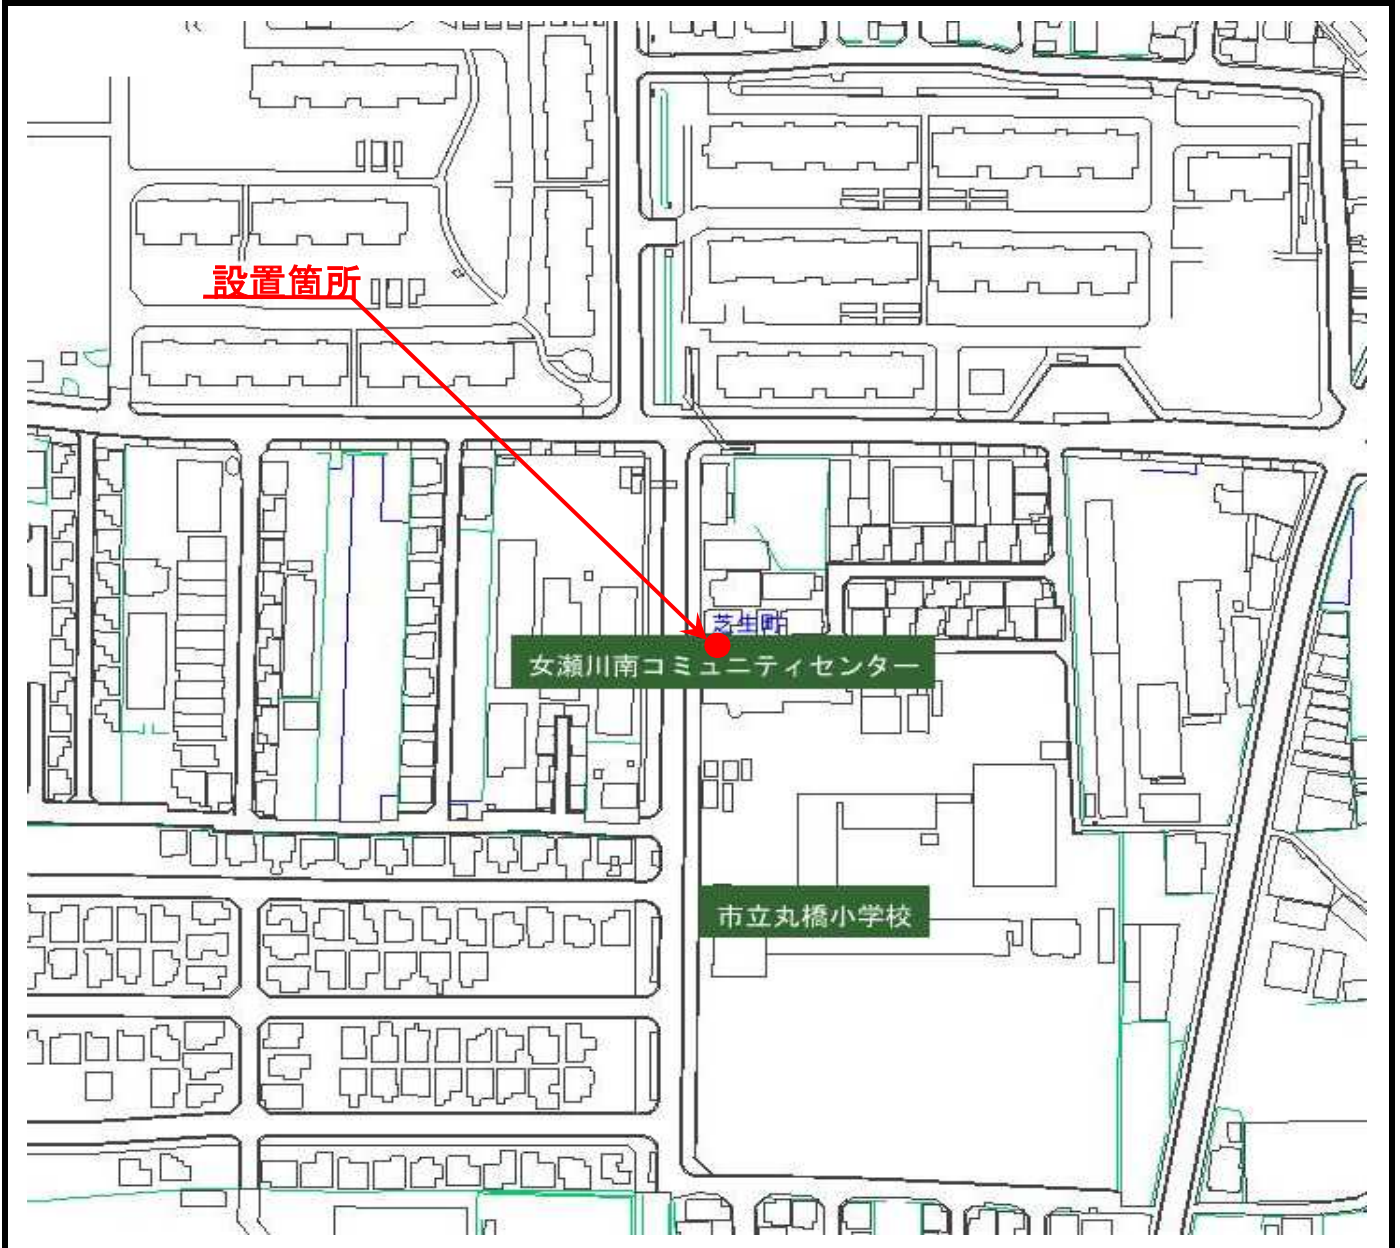 設置箇所
芝生町
女瀬川南コミュニティセンター
市立丸橋小学校